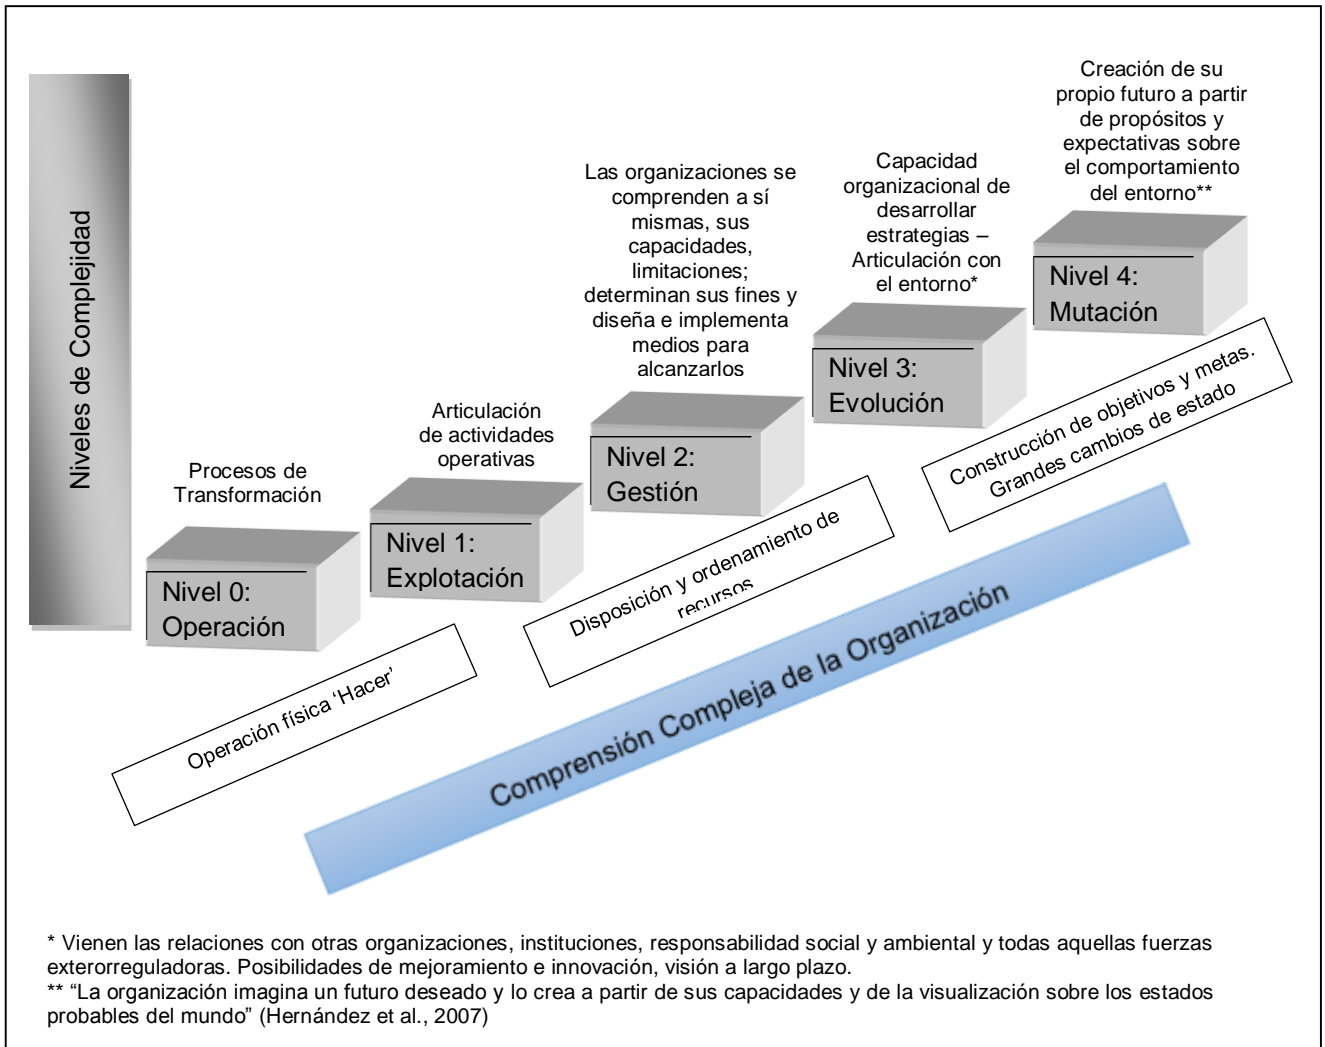 Niveles de Complejidad
Procesos de
Transformación
Nivel 0:
Operación
Articulación
de actividades
operativas
Nivel 1:
Explotación
Las organizaciones se
comprenden a sí
mismas, sus
capacidades,
limitaciones;
determinan sus fines y
diseña e implementa
medios para
alcanzarlos
Nivel 2:
Gestión
Capacidad
organizacional de
desarrollar
estrategias –
Articulación con
el entorno*
Nivel 3:
Evolución
Creación de su
propio futuro a partir
de propósitos y
expectativas sobre
el comportamiento
del entorno**
Nivel 4:
Mutación
Operación física ‘Hacer’
Disposición y ordenamiento de
recursos
Construcción de objetivos y metas.
Grandes cambios de estado
Comprensión Compleja de la Organización
* Vienen las relaciones con otras organizaciones, instituciones, responsabilidad social y ambiental y todas aquellas fuerzas
exterorreguladoras. Posibilidades de mejoramiento e innovación, visión a largo plazo.
** “La organización imagina un futuro deseado y lo crea a partir de sus capacidades y de la visualización sobre los estados
probables del mundo” (Hernández et al., 2007)